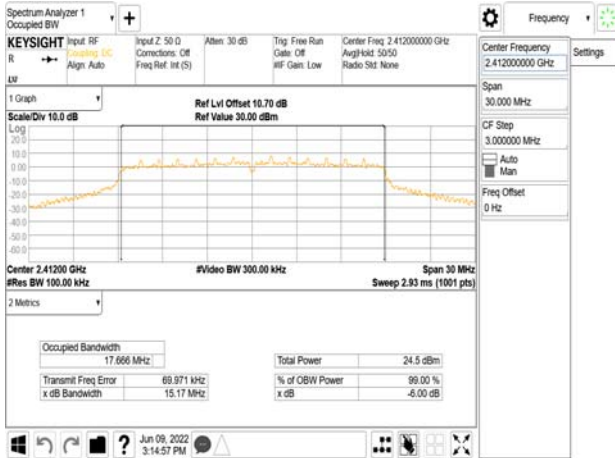 Spectrum Analyzer 1
Occupied BW
Frequency
KEYSIGHT
R
LXI
Input: RF
Coupling: DC
Align: Auto
Input Z: 50 Ω
Corrections: Off
Freq Ref: Int (S)
Atten: 30 dB
Trig: Free Run
Gate: Off
#IF Gain: Low
Center Freq: 2.412000000 GHz
Avg|Hold: 50/50
Radio Std: None
Center Frequency
2.412000000 GHz
Settings
Span
30.000 MHz
CF Step
3.000000 MHz
Auto
Man
Freq Offset
0 Hz
1 Graph
Scale/Div 10.0 dB
Ref Lvl Offset 10.70 dB
Ref Value 30.00 dBm
Log
20.0
10.0
0.00
-10.0
-20.0
-30.0
-40.0
-50.0
-60.0
Center 2.41200 GHz
#Res BW 100.00 kHz
#Video BW 300.00 kHz
Span 30 MHz
Sweep 2.93 ms (1001 pts)
2 Metrics
Occupied Bandwidth
17.666 MHz
Total Power 24.5 dBm
Transmit Freq Error 69.971 kHz
% of OBW Power 99.00 %
x dB Bandwidth 15.17 MHz
x dB -6.00 dB
?
Jun 09, 2022
3:14:57 PM